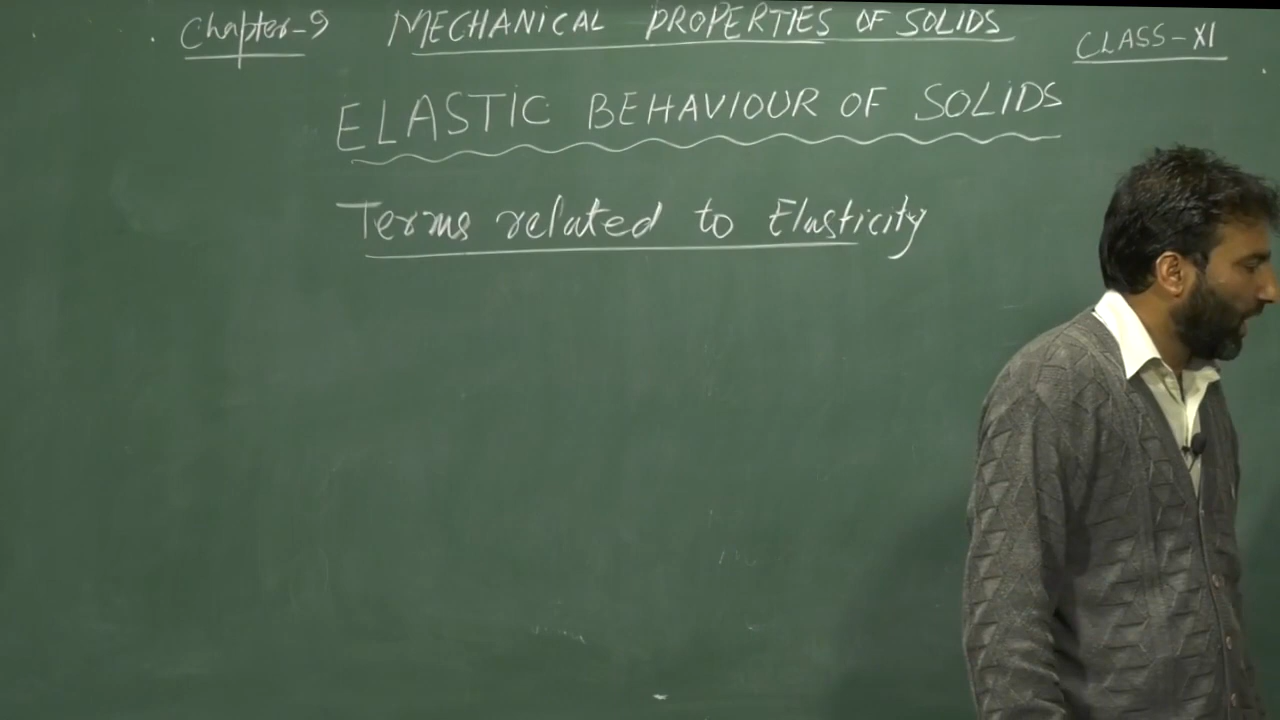 Chapter-9 MECHANICAL PROPERTIES OF SOLIDS CLASS-XI
ELASTIC BEHAVIOUR OF SOLIDS
Terms related to Elasticity